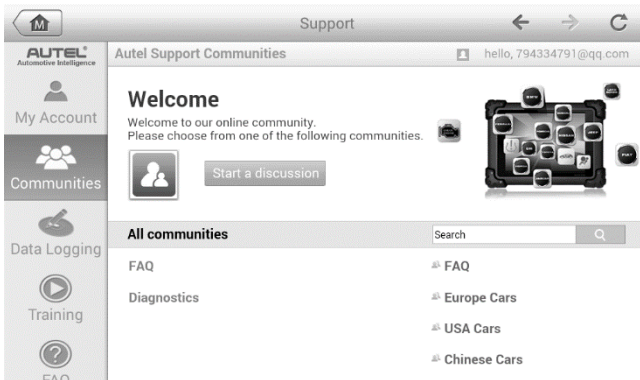 M
Support
AUTEL®
Automotive Intelligence
Autel Support Communities
hello, 794334791@qq.com
My Account
Communities
Data Logging
Training
FAQ
Welcome
Welcome to our online community.
Please choose from one of the following communities.
Start a discussion
All communities
Search
FAQ
Diagnostics
FAQ
Europe Cars
USA Cars
Chinese Cars